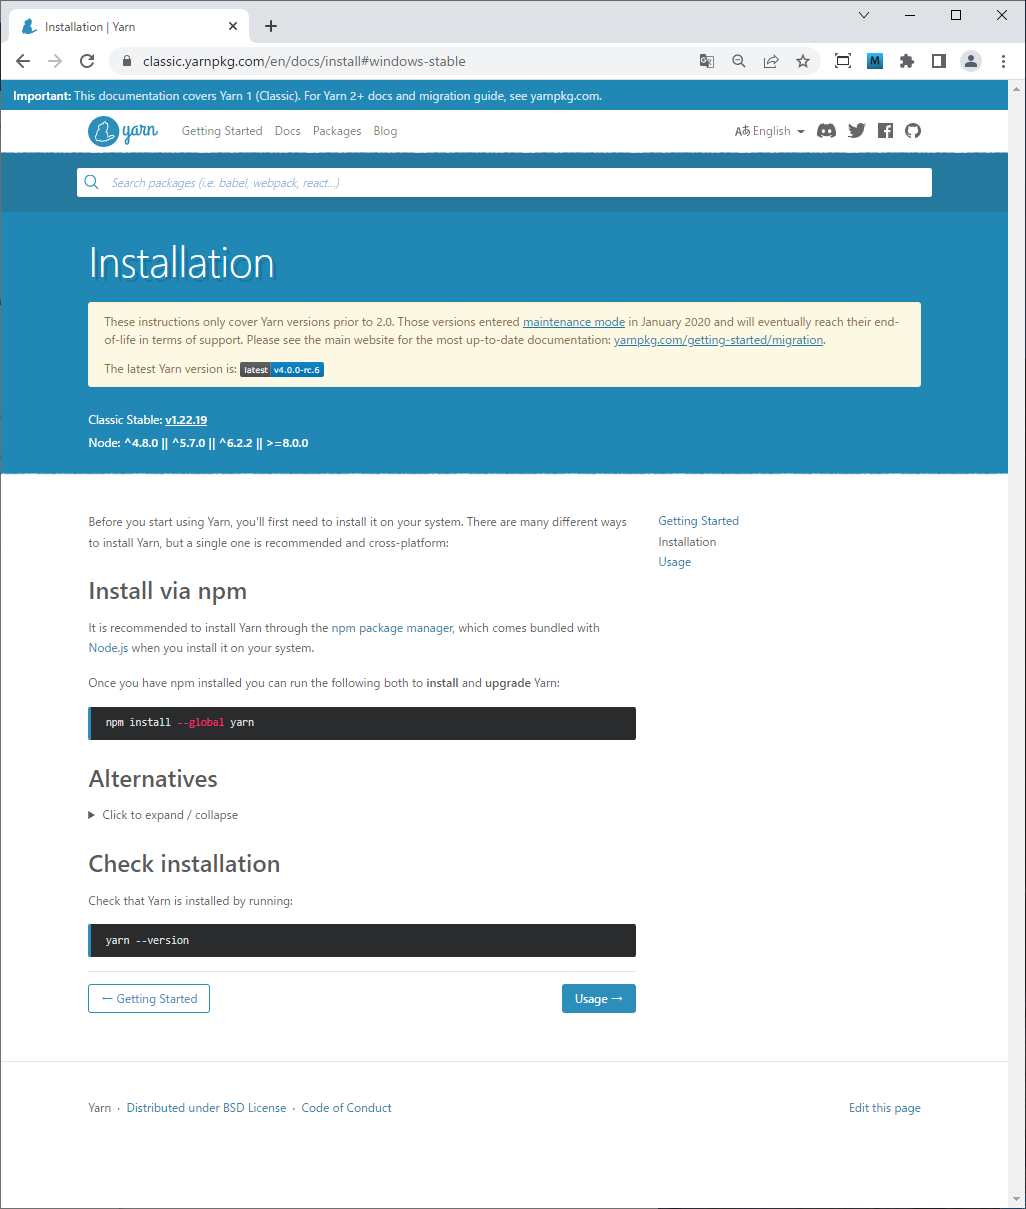 Installation | Yarn
classic.yarnpkg.com/en/docs/install#windows-stable
M
Important: This documentation covers Yarn 1 (Classic). For Yarn 2+ docs and migration guide, see yarnpkg.com.
yarn Getting Started Docs Packages Blog Aあ English
Search packages (i.e. babel, webpack, react...)
Installation
These instructions only cover Yarn versions prior to 2.0. Those versions entered maintenance mode in January 2020 and will eventually reach their end-
of-life in terms of support. Please see the main website for the most up-to-date documentation: yarnpkg.com/getting-started/migration.
The latest Yarn version is: latest v4.0.0-rc.6
Classic Stable: v1.22.19
Node: ^4.8.0 || ^5.7.0 || ^6.2.2 || >=8.0.0
Before you start using Yarn, you'll first need to install it on your system. There are many different ways
to install Yarn, but a single one is recommended and cross-platform:
Getting Started
Installation
Usage
Install via npm
It is recommended to install Yarn through the npm package manager, which comes bundled with
Node.js when you install it on your system.
Once you have npm installed you can run the following both to install and upgrade Yarn:
npm install --global yarn
Alternatives
Click to expand / collapse
Check installation
Check that Yarn is installed by running:
yarn --version
← Getting Started
Usage →
Yarn · Distributed under BSD License · Code of Conduct
Edit this page